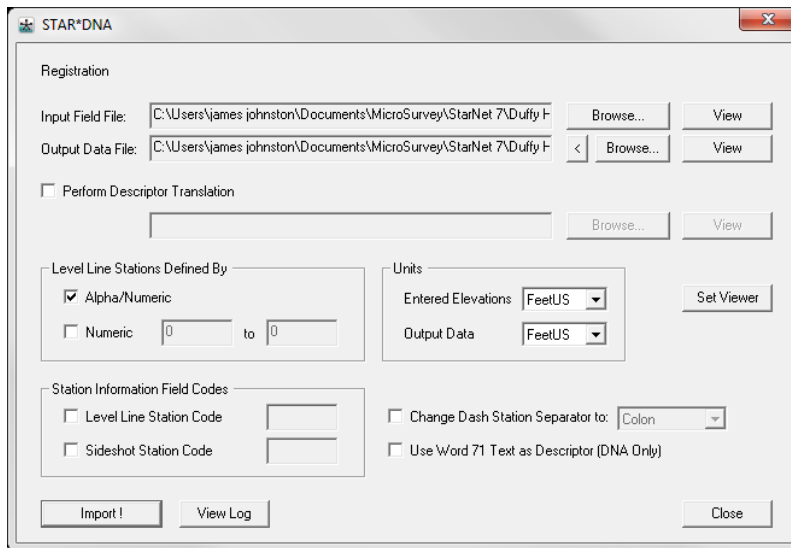 STAR*DNA
Registration
Input Field File: C:\Users\james johnston\Documents\MicroSurvey\StarNet 7\Duffy H Browse... View
Output Data File: C:\Users\james johnston\Documents\MicroSurvey\StarNet 7\Duffy H < Browse... View
Perform Descriptor Translation
Browse... View
Level Line Stations Defined By Units
Alpha/Numeric Entered Elevations FeetUS Set Viewer
Numeric 0 to 0 Output Data FeetUS
Station Information Field Codes
Level Line Station Code Change Dash Station Separator to: Colon
Sideshot Station Code Use Word 71 Text as Descriptor (DNA Only)
Import ! View Log Close